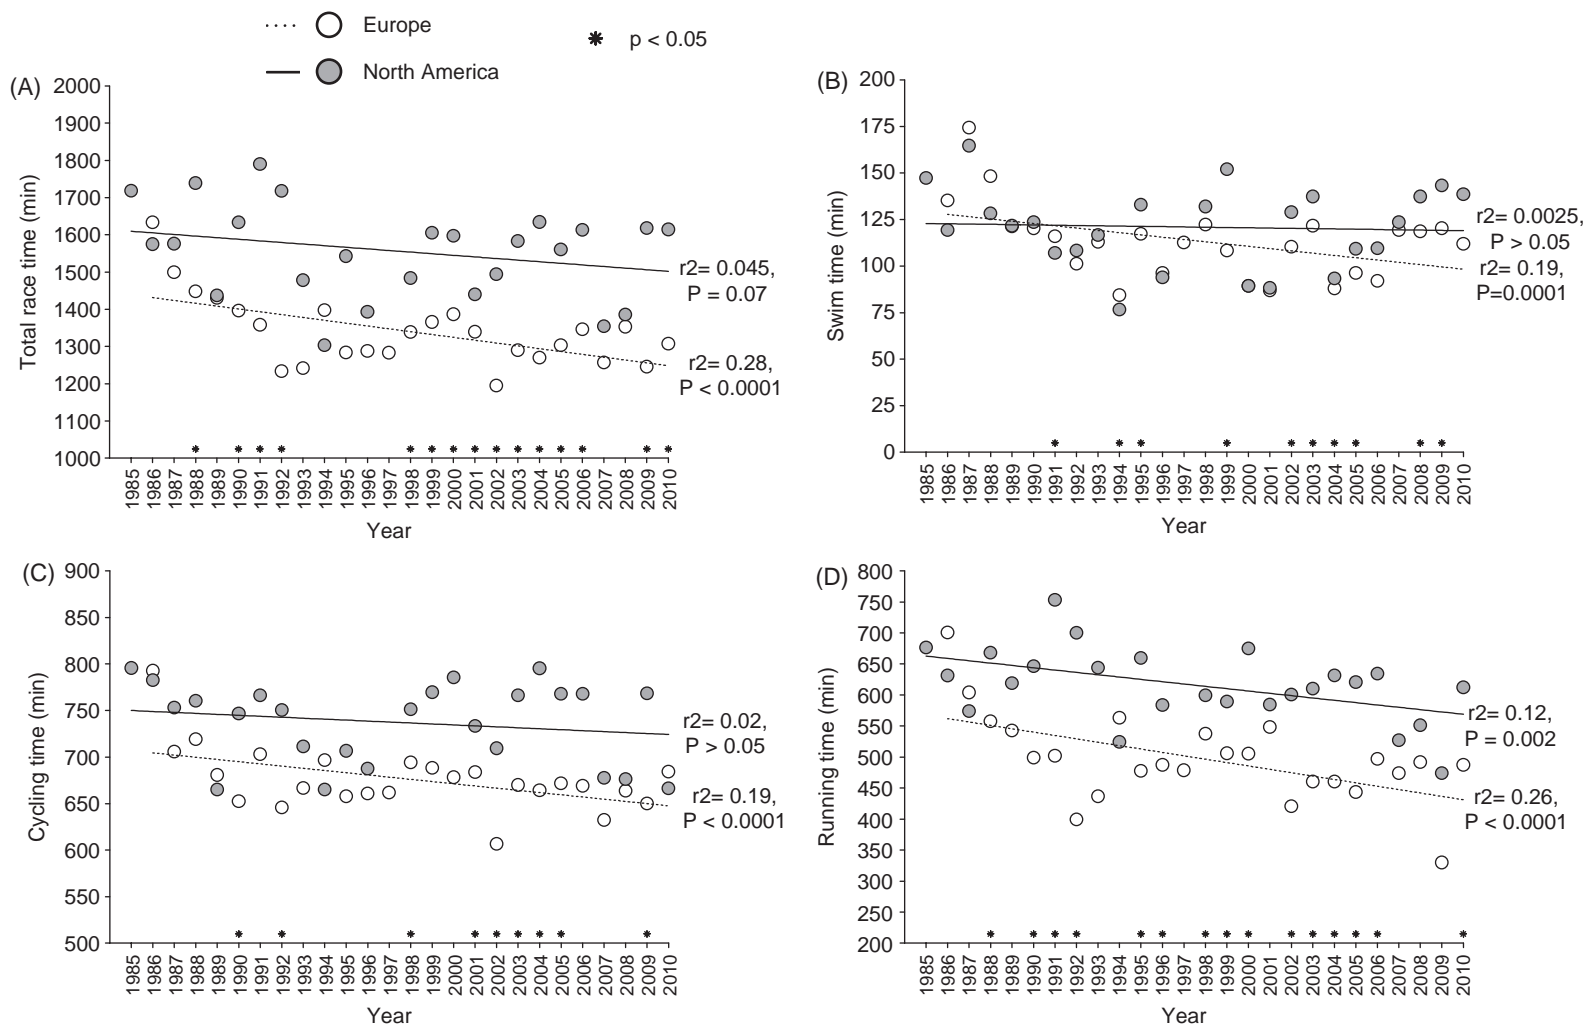 Europe
North America
p < 0.05
(A)
Total race time (min)
2000
1900
1800
1700
1600
1500
1400
1300
1200
1100
1000
r2= 0.045,
P = 0.07
r2= 0.28,
P < 0.0001
* * * * * * * * * * * * * * *
1985 1986 1987 1988 1989 1990 1991 1992 1993 1994 1995 1996 1997 1998 1999 2000 2001 2002 2003 2004 2005 2006 2007 2008 2009 2010
Year
(B)
Swim time (min)
200
175
150
125
100
75
50
25
0
r2= 0.0025,
P > 0.05
r2= 0.19,
P=0.0001
* * * * * * * * * *
1985 1986 1987 1988 1989 1990 1991 1992 1993 1994 1995 1996 1997 1998 1999 2000 2001 2002 2003 2004 2005 2006 2007 2008 2009 2010
Year
(C)
Cycling time (min)
900
850
800
750
700
650
600
550
500
r2= 0.02,
P > 0.05
r2= 0.19,
P < 0.0001
* * * * * * * * *
1985 1986 1987 1988 1989 1990 1991 1992 1993 1994 1995 1996 1997 1998 1999 2000 2001 2002 2003 2004 2005 2006 2007 2008 2009 2010
Year
(D)
Running time (min)
800
750
700
650
600
550
500
450
400
350
300
250
200
r2= 0.12,
P = 0.002
r2= 0.26,
P < 0.0001
* * * * * * * * * * * * * * *
1985 1986 1987 1988 1989 1990 1991 1992 1993 1994 1995 1996 1997 1998 1999 2000 2001 2002 2003 2004 2005 2006 2007 2008 2009 2010
Year